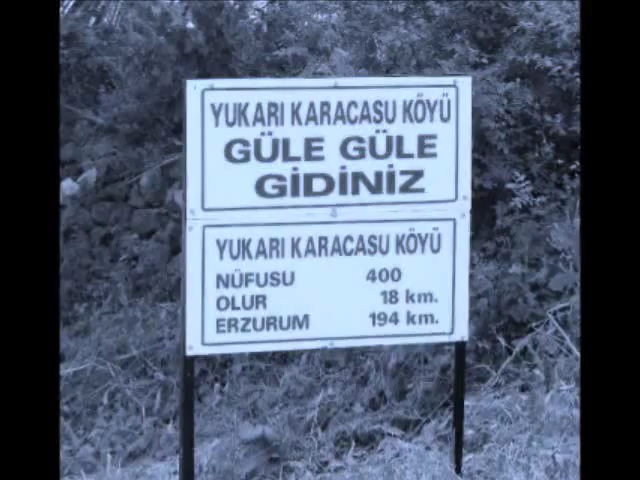 YUKARI KARACASU KÖYÜ
GÜLE GÜLE
GİDİNİZ
YUKARI KARACASU KÖYÜ
NÜFUSU 400
OLUR 18 km.
ERZURUM 194 km.